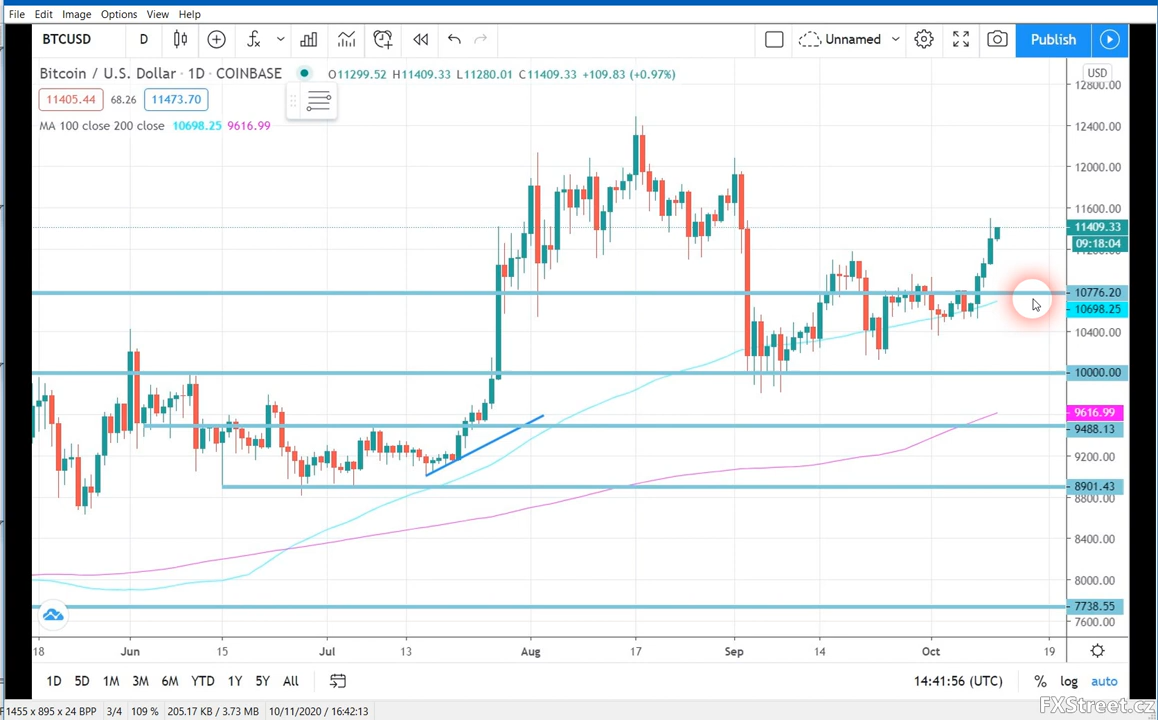 File Edit Image Options View Help
BTCUSD D Unnamed Publish
Bitcoin / U.S. Dollar · 1D · COINBASE O11299.52 H11409.33 L11280.01 C11409.33 +109.83 (+0.97%) USD
11405.44 68.26 11473.70
MA 100 close 200 close 10698.25 9616.99
12800.00
12400.00
12000.00
11600.00
11409.33
09:18:04
10776.20
10698.25
10400.00
10000.00
9616.99
9488.13
9200.00
8901.43
8800.00
8400.00
8000.00
7738.55
7600.00
18 Jun 15 Jul 13 Aug 17 Sep 14 Oct 19
1D 5D 1M 3M 6M YTD 1Y 5Y All 14:41:56 (UTC) % log auto
1455 x 895 x 24 BPP 3/4 109 % 205.17 KB / 3.73 MB 10/11/2020 / 16:42:13
FXStreet.cz